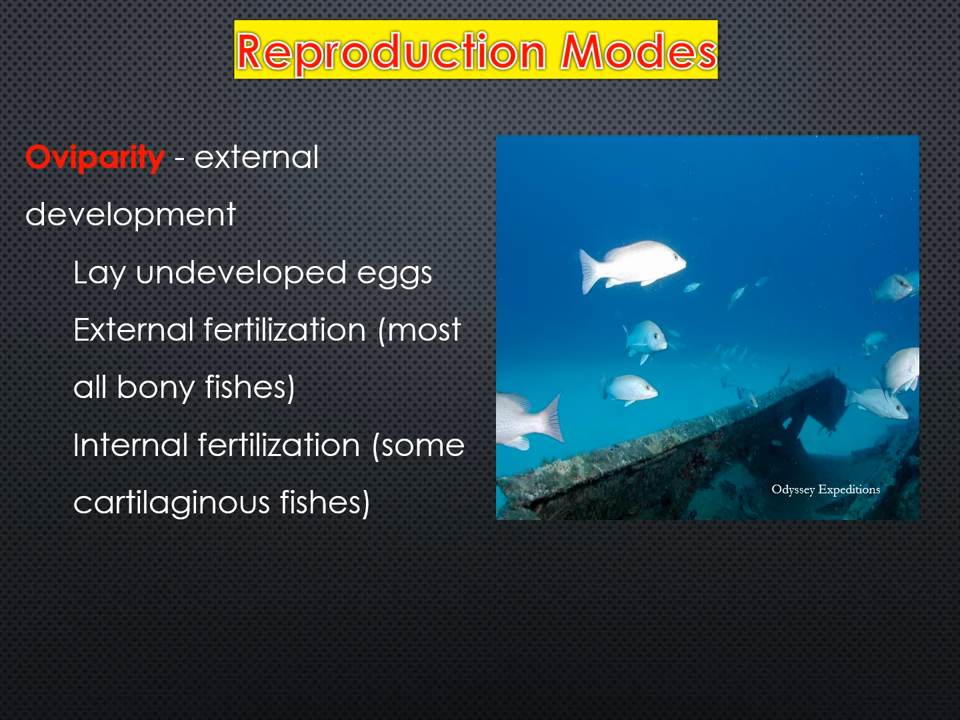 Reproduction Modes
Oviparity - external
development
Lay undeveloped eggs
External fertilization (most
all bony fishes)
Internal fertilization (some
cartilaginous fishes)
Odyssey Expeditions